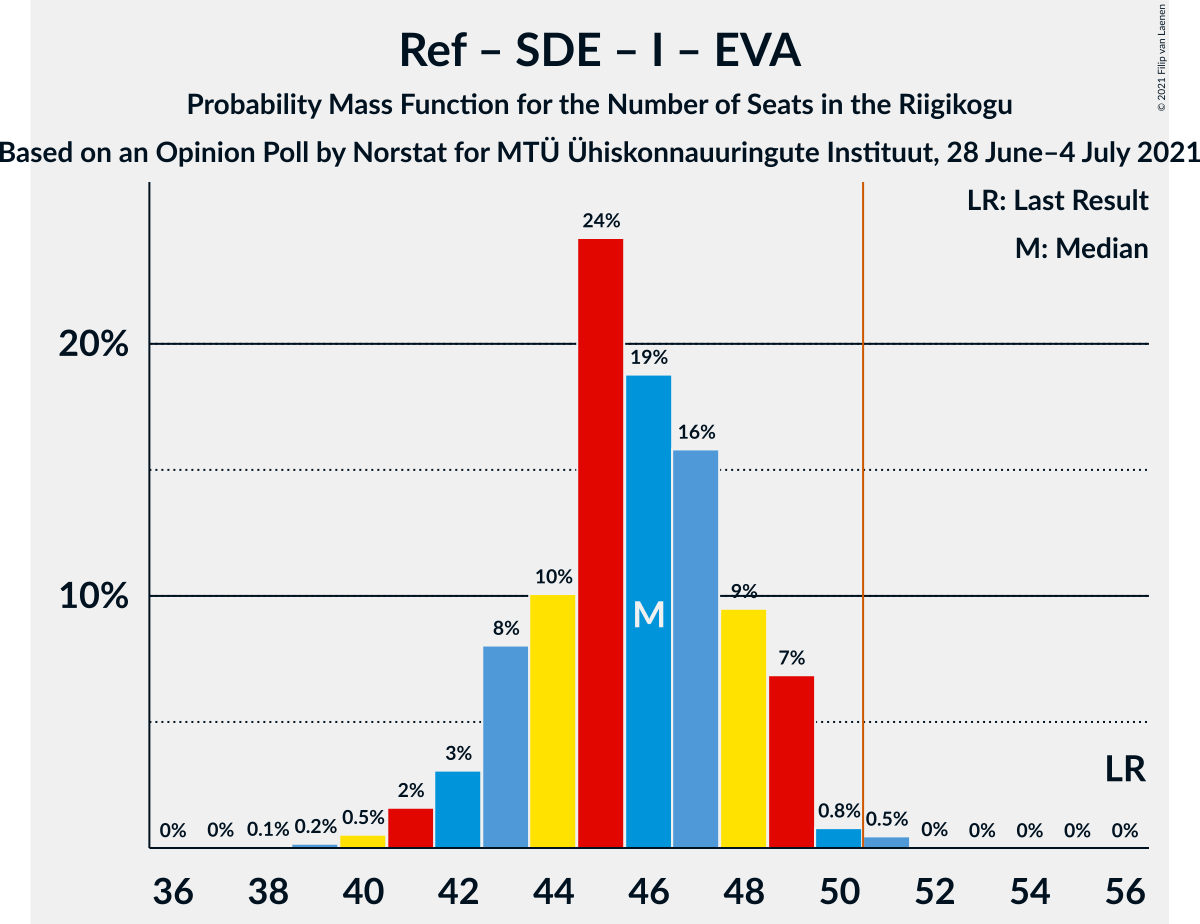 Ref – SDE – I – EVA
Probability Mass Function for the Number of Seats in the Riigikogu
Based on an Opinion Poll by Norstat for MTÜ Ühiskonnauuringute Instituut, 28 June–4 July 2021
© 2021 Filip van Laenen
LR: Last Result
M: Median
24%
20%
19%
16%
10%
10%
9%
M
8%
7%
3%
LR
2%
0% 0% 0.1% 0.2% 0.5% 0.8% 0.5% 0% 0% 0% 0% 0%
36 38 40 42 44 46 48 50 52 54 56